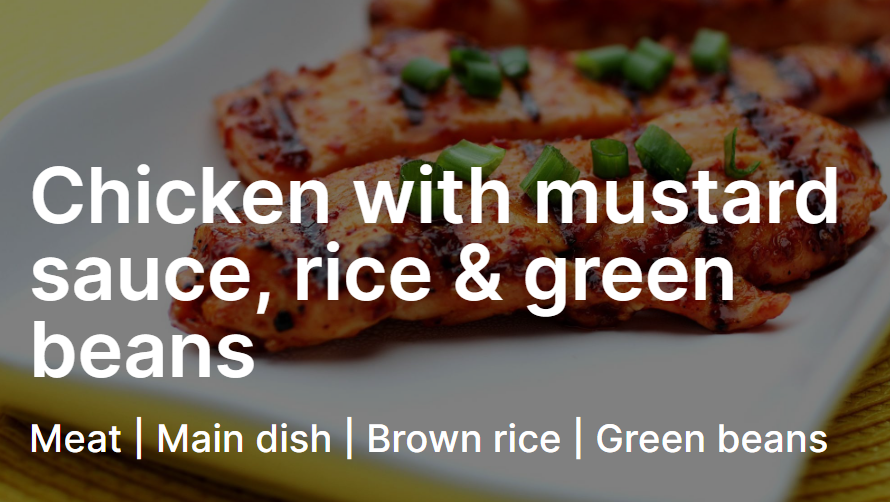 Chicken with mustard
sauce, rice & green
beans
Meat | Main dish | Brown rice | Green beans